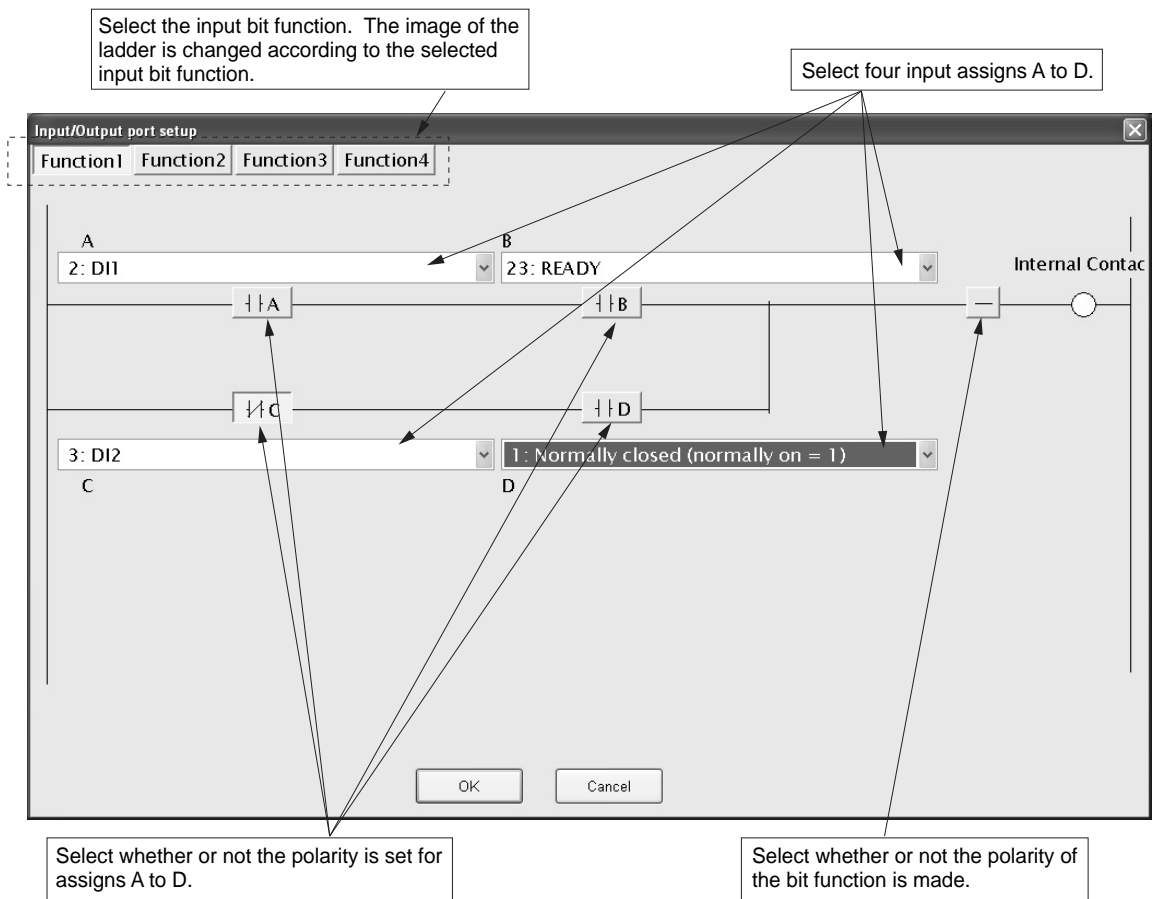 Select the input bit function.  The image of the
ladder is changed according to the selected
input bit function.
Select four input assigns A to D.
Input/Output port setup
Function1 Function2 Function3 Function4
A
B
2: DI1
23: READY
Internal Contac
A
B
C
D
3: DI2
1: Normally closed (normally on = 1)
C
D
OK
Cancel
Select whether or not the polarity is set for
assigns A to D.
Select whether or not the polarity of
the bit function is made.